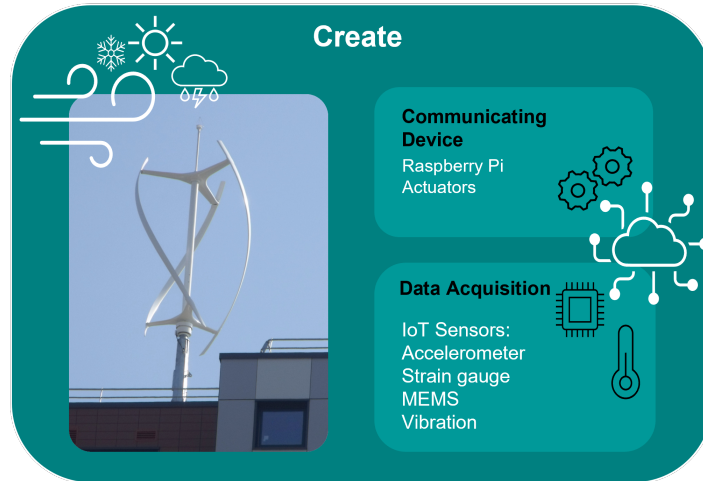 Create
Communicating
Device
Raspberry Pi
Actuators
Data Acquisition
IoT Sensors:
Accelerometer
Strain gauge
MEMS
Vibration